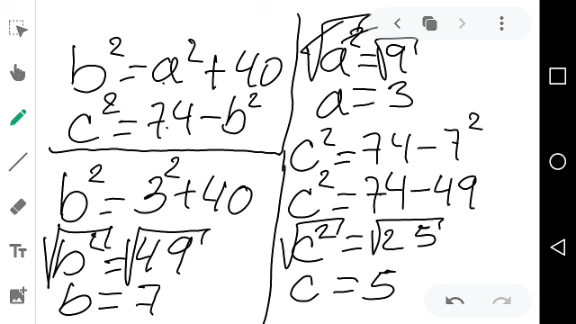 b² = a² + 40
c² = 74 - b²
b² = 3² + 40
√b² = √49
b = 7
√a² = √9
a = 3
c² = 74 - 7²
c² = 74 - 49
√c² = √25
c = 5